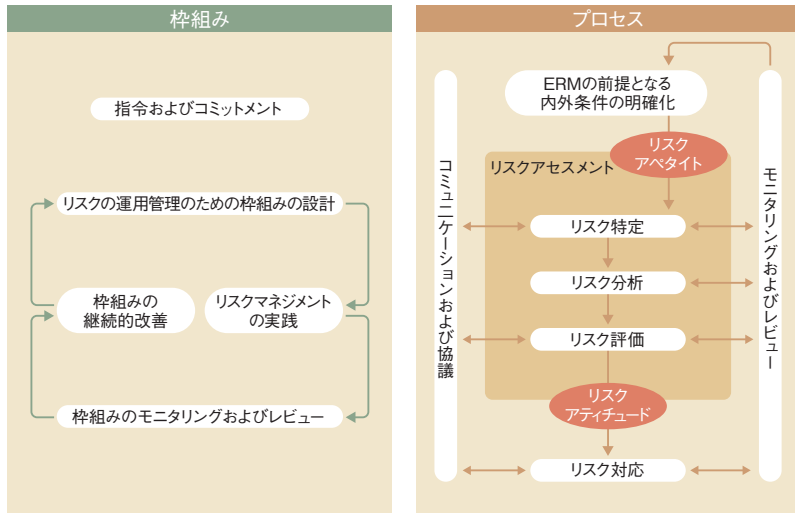 枠組み
指令およびコミットメント
リスクの運用管理のための枠組みの設計
枠組みの
継続的改善
リスクマネジメント
の実践
枠組みのモニタリングおよびレビュー
プロセス
ERMの前提となる
内外条件の明確化
リスク
アペタイト
コミュニケーションおよび協議
リスクアセスメント
モニタリングおよびレビュー
リスク特定
リスク分析
リスク評価
リスク
アティチュード
リスク対応